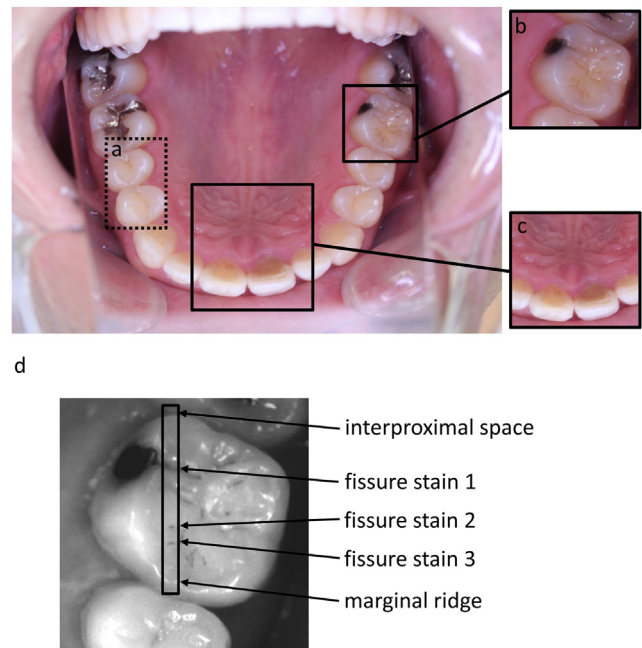 a
b
c
d
interproximal space
fissure stain 1
fissure stain 2
fissure stain 3
marginal ridge